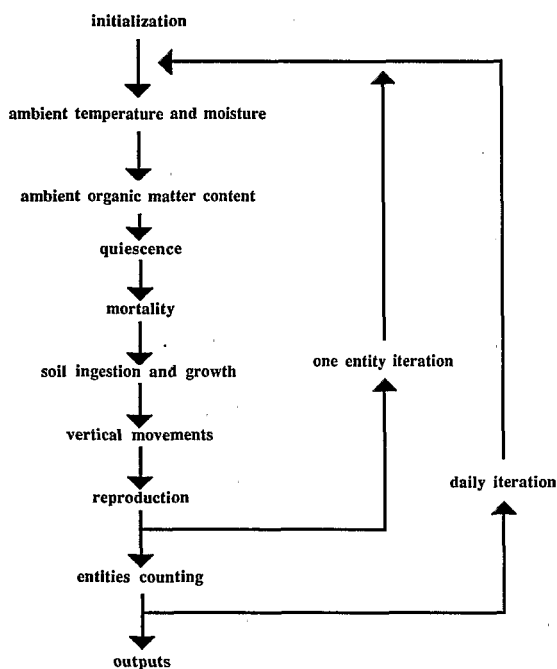 initialization
ambient temperature and moisture
ambient organic matter content
quiescence
mortality
soil ingestion and growth
one entity iteration
vertical movements
reproduction
daily iteration
entities counting
outputs